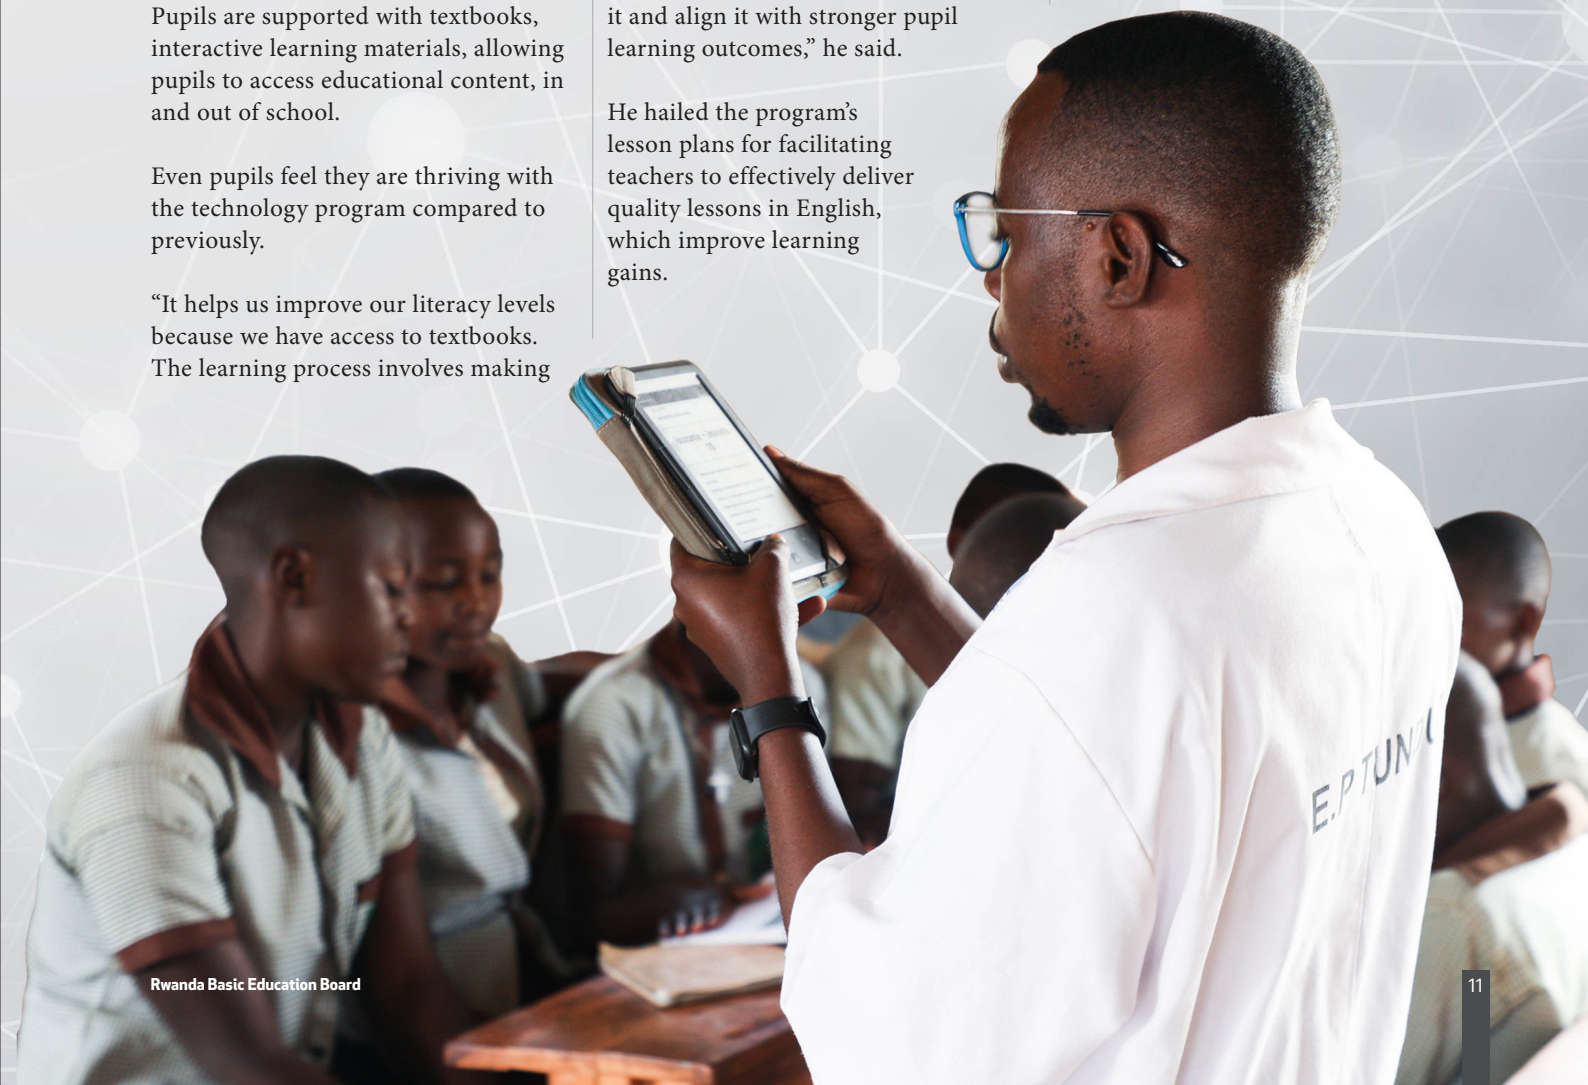 Pupils are supported with textbooks,
interactive learning materials, allowing
pupils to access educational content, in
and out of school.
Even pupils feel they are thriving with
the technology program compared to
previously.
“It helps us improve our literacy levels
because we have access to textbooks.
The learning process involves making
it and align it with stronger pupil
learning outcomes,” he said.
He hailed the program’s
lesson plans for facilitating
teachers to effectively deliver
quality lessons in English,
which improve learning
gains.
E.P TUN
Rwanda Basic Education Board
11